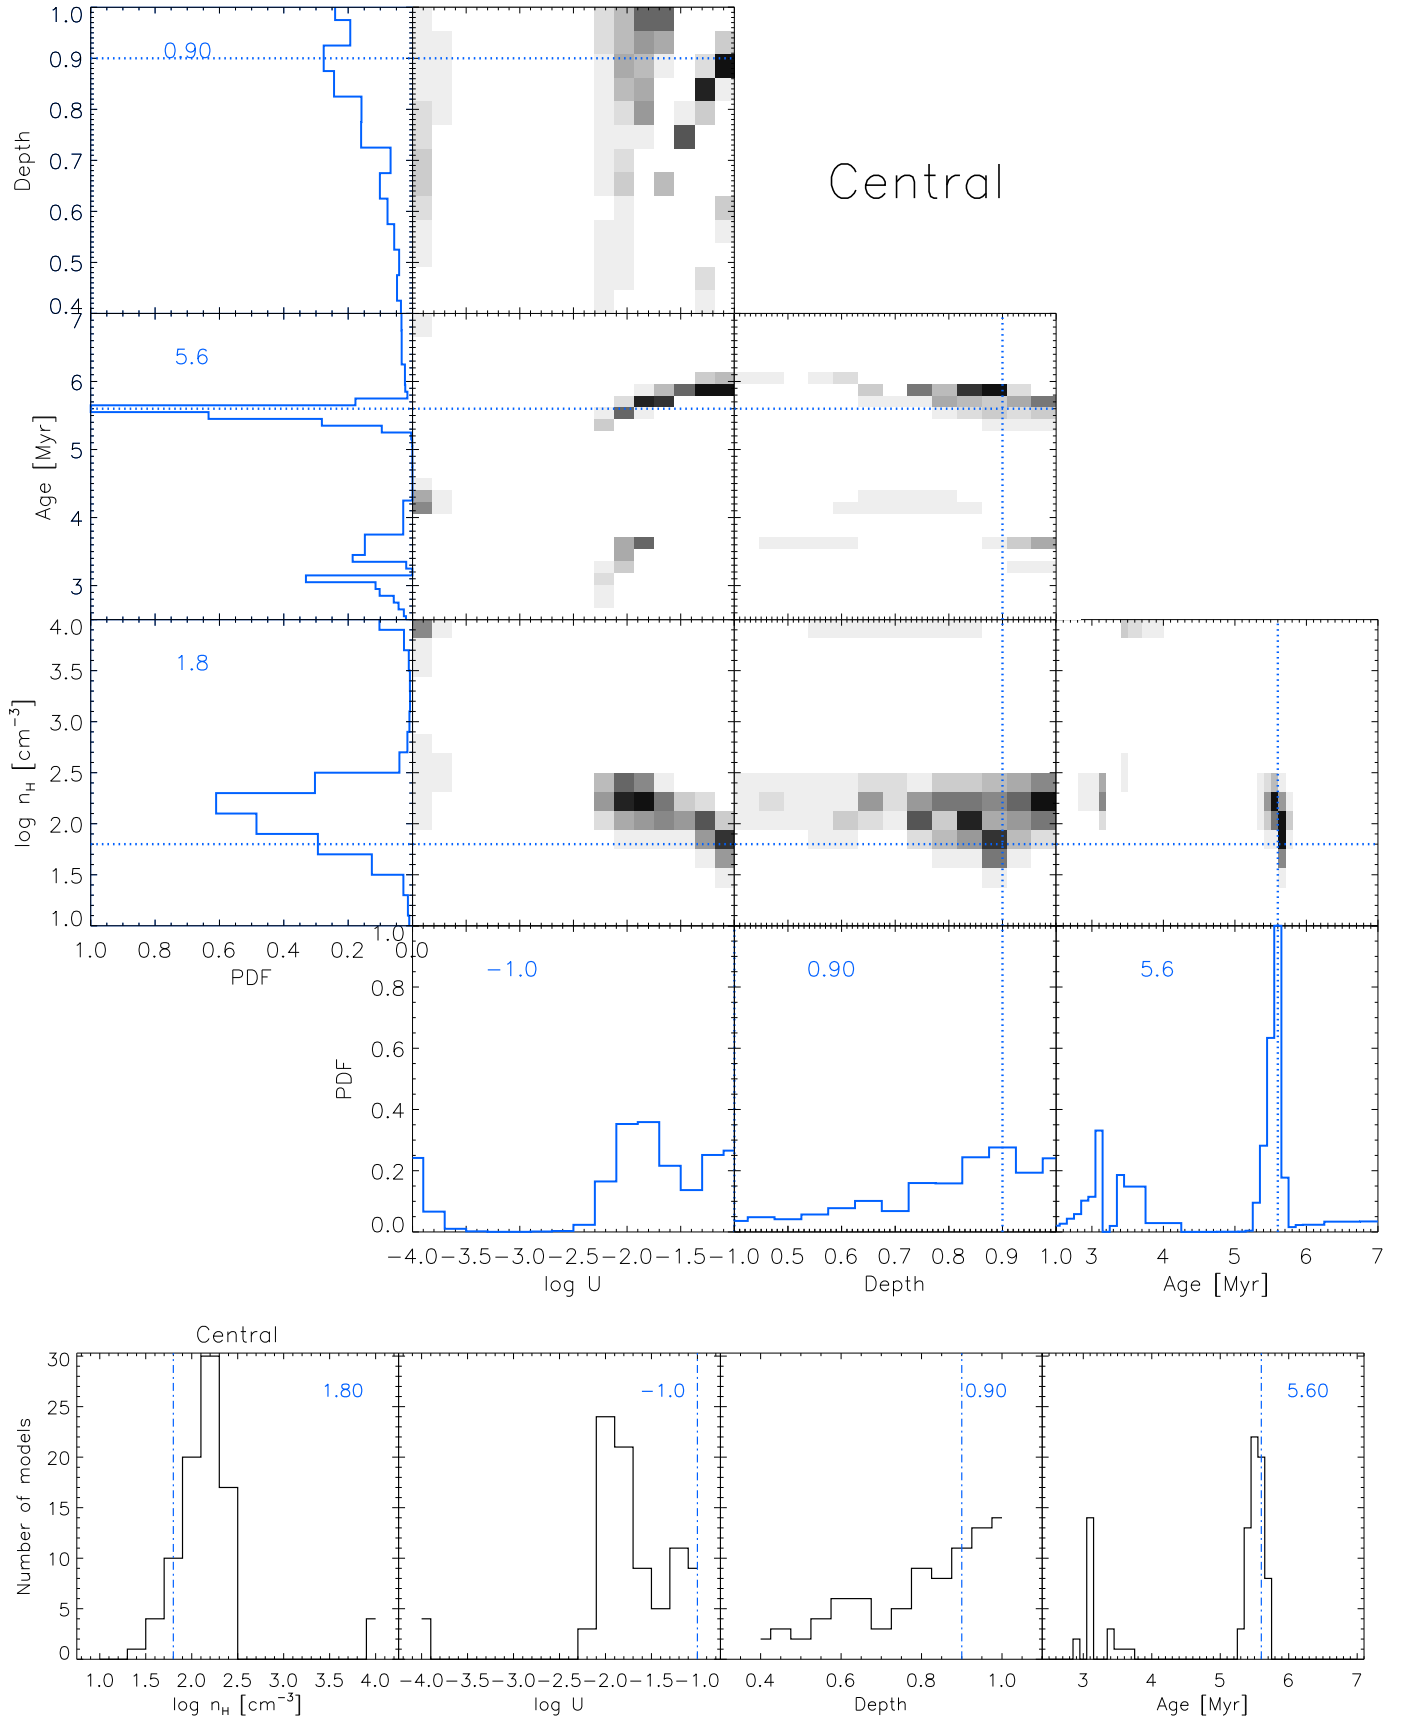 1.0
0.9
0.8
0.7
0.6
0.5
0.4
Depth
0.90
Central
7
6
5
4
3
Age [Myr]
5.6
4.0
3.5
3.0
2.5
2.0
1.5
1.0
log n_H [cm^−3]
1.8
1.0 0.8 0.6 0.4 0.2 0.0
PDF
1.0
0.8
0.6
0.4
0.2
0.0
PDF
−1.0
0.90
5.6
−4.0 −3.5 −3.0 −2.5 −2.0 −1.5 −1.0 0.5 0.6 0.7 0.8 0.9 1.0 3 4 5 6 7
log U
Depth
Age [Myr]
Central
30
25
20
15
10
5
0
Number of models
1.80
−1.0
0.90
5.60
1.0 1.5 2.0 2.5 3.0 3.5 4.0 −4.0 −3.5 −3.0 −2.5 −2.0 −1.5 −1.0 0.4 0.6 0.8 1.0 3 4 5 6 7
log n_H [cm^−3]
log U
Depth
Age [Myr]